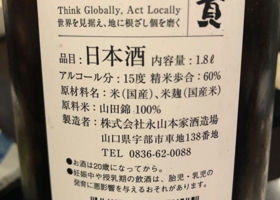 Think Globally, Act Locally
世界を見据え、地に根ざし個を磨く
貴
品目:日本酒 内容量:1.8ℓ
アルコール分:15度 精米歩合:60%
原材料名:米(国産)、米麹(国産米)
原料米:山田錦 100%
製造者:株式会社永山本家酒造場
山口県宇部市車地138番地
TEL 0836-62-0088
●お酒は20歳になってから。
●妊娠中や授乳期の飲酒は、胎児・乳児の
発育に悪影響を与えるおそれがあります。